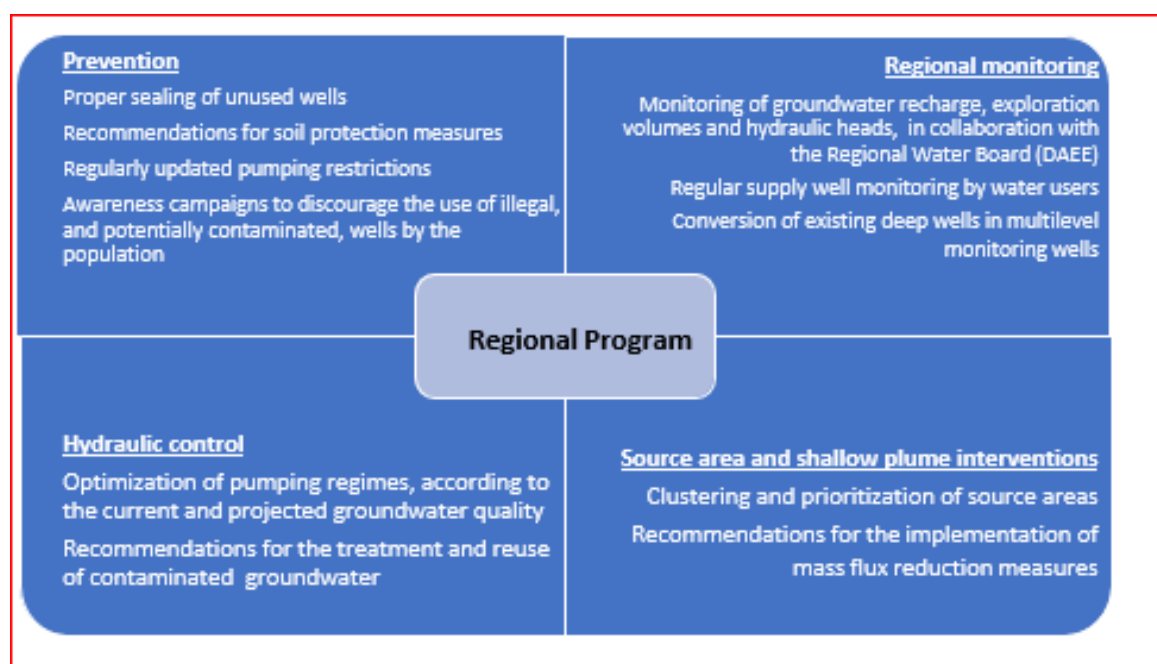 Prevention
Proper sealing of unused wells
Recommendations for soil protection measures
Regularly updated pumping restrictions
Awareness campaigns to discourage the use of illegal,
and potentially contaminated, wells by the
population
Regional monitoring
Monitoring of groundwater recharge, exploration
volumes and hydraulic heads, in collaboration with
the Regional Water Board (DAEE)
Regular supply well monitoring by water users
Conversion of existing deep wells in multilevel
monitoring wells
Regional Program
Hydraulic control
Optimization of pumping regimes, according to
the current and projected groundwater quality
Recommendations for the treatment and reuse
of contaminated groundwater
Source area and shallow plume interventions
Clustering and prioritization of source areas
Recommendations for the implementation of
mass flux reduction measures